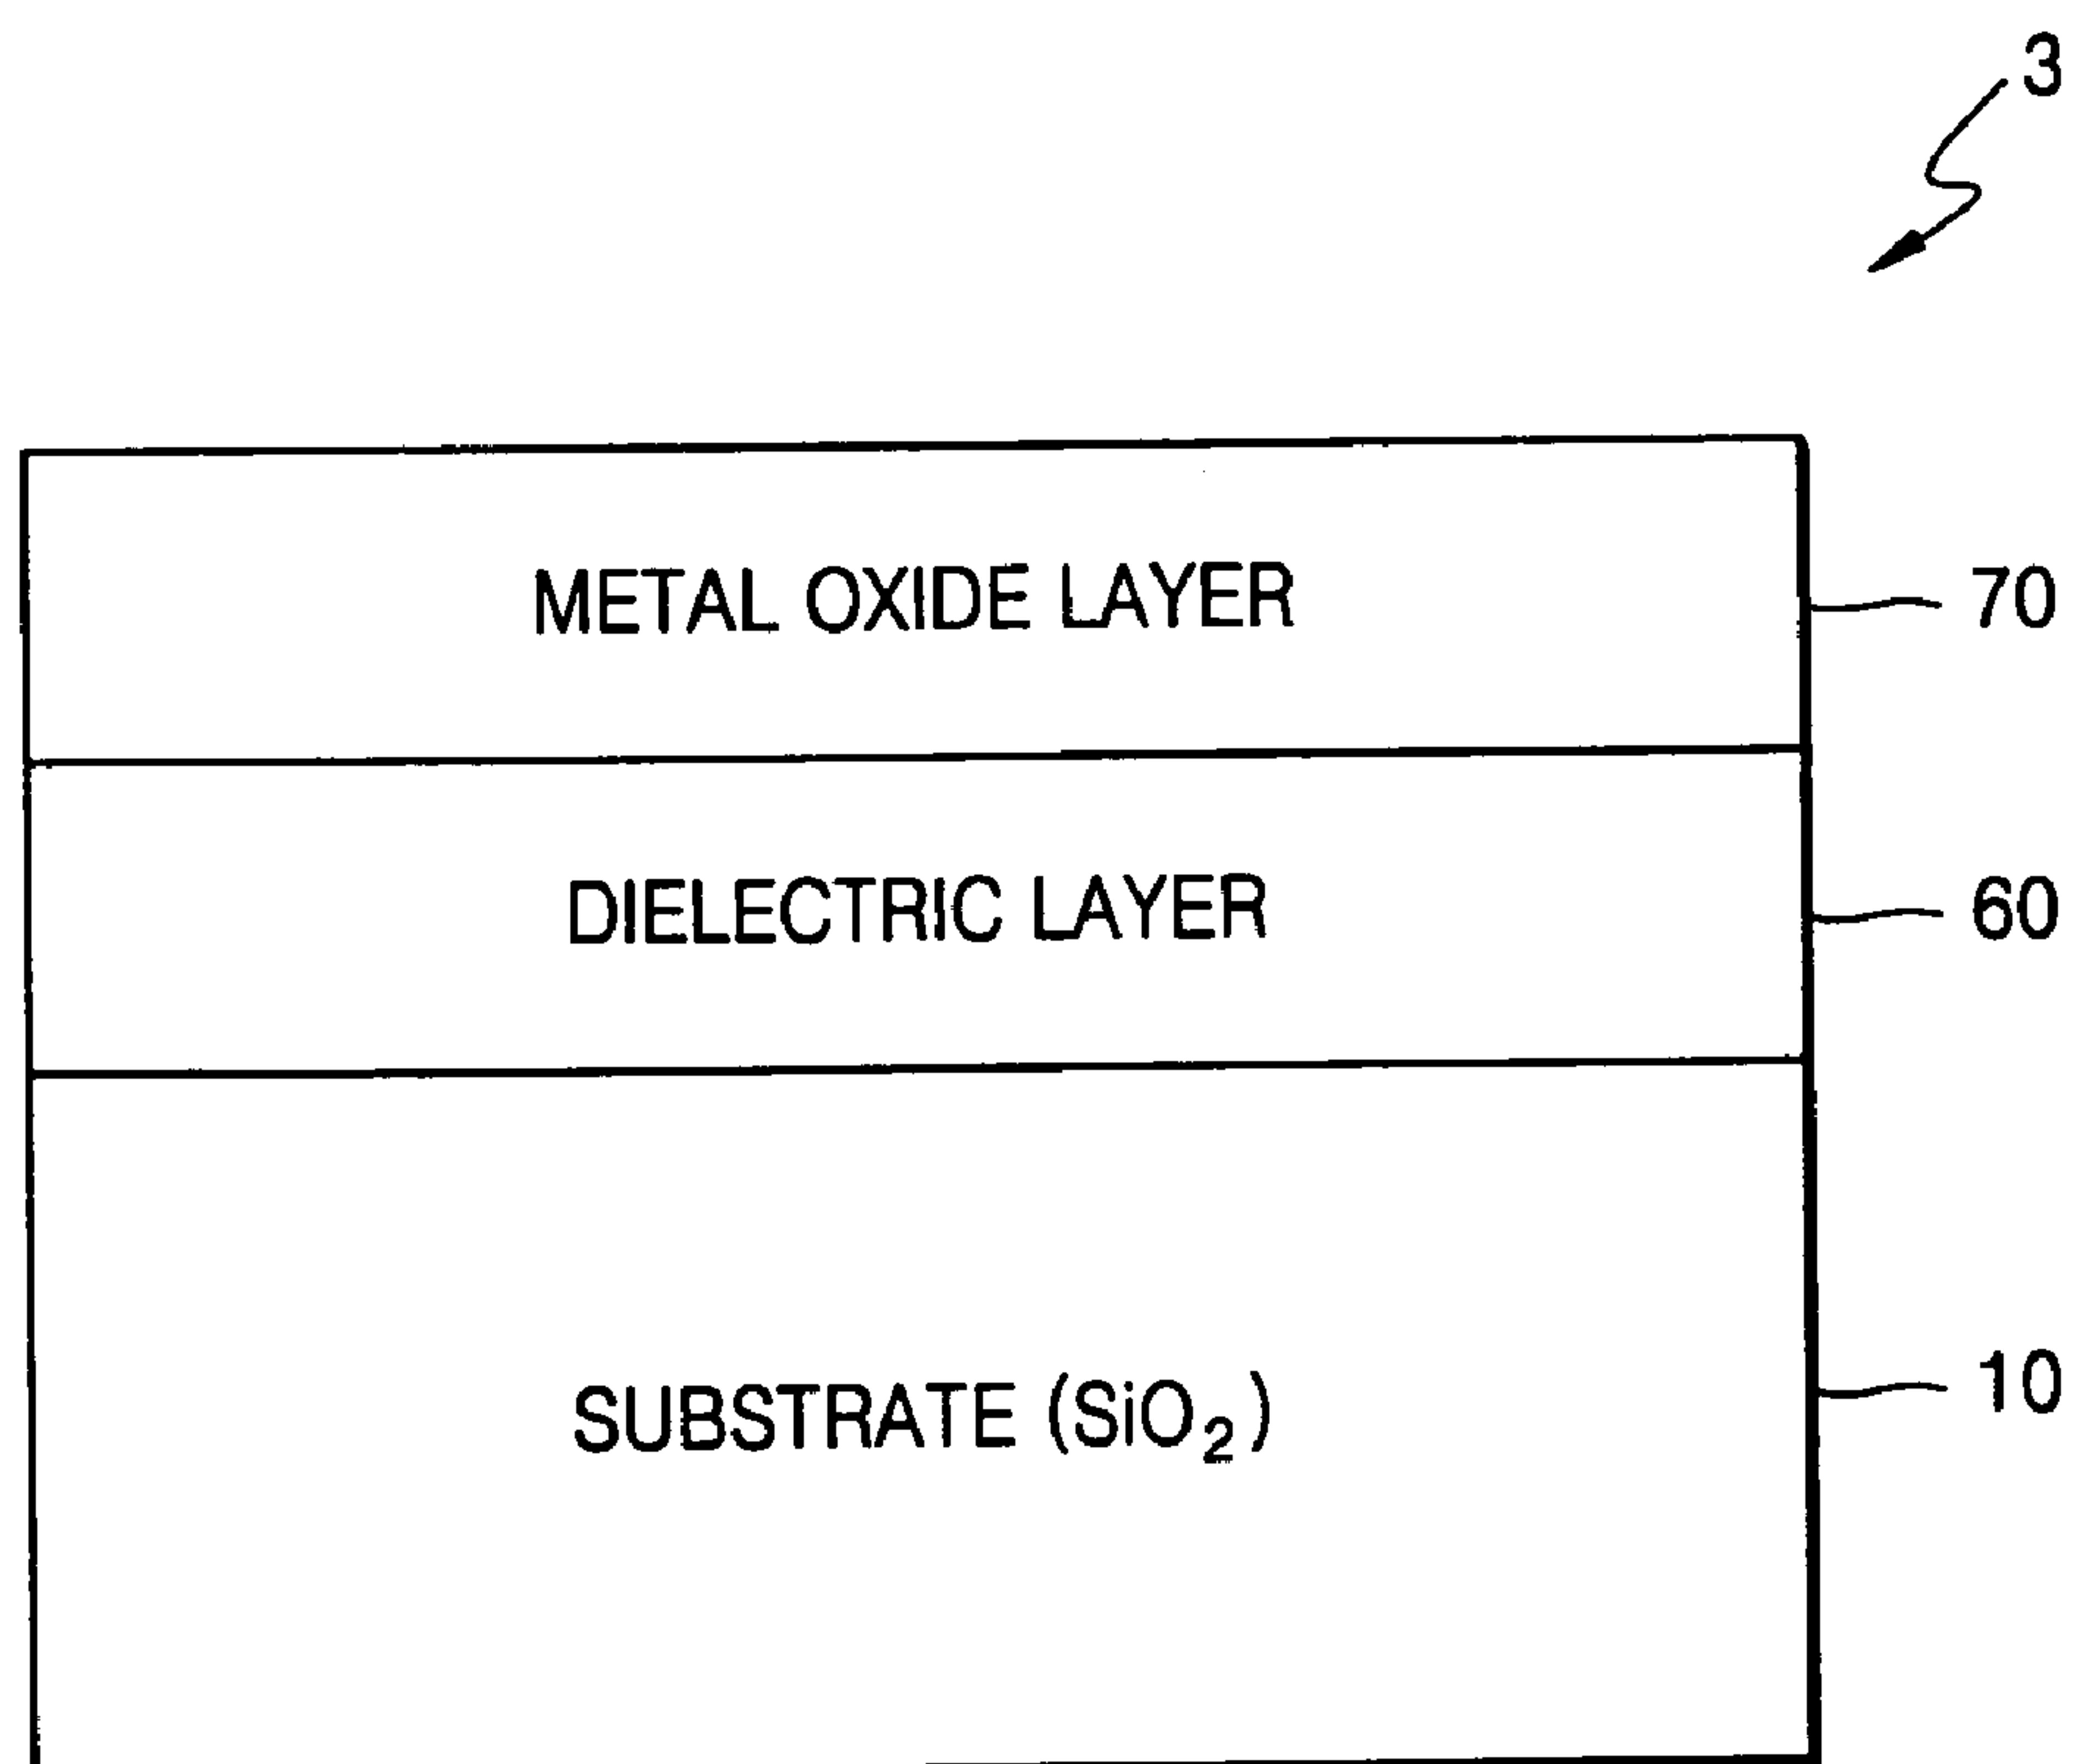 3
METAL OXIDE LAYER 70
DIELECTRIC LAYER 60
SUBSTRATE (SiO₂) 10